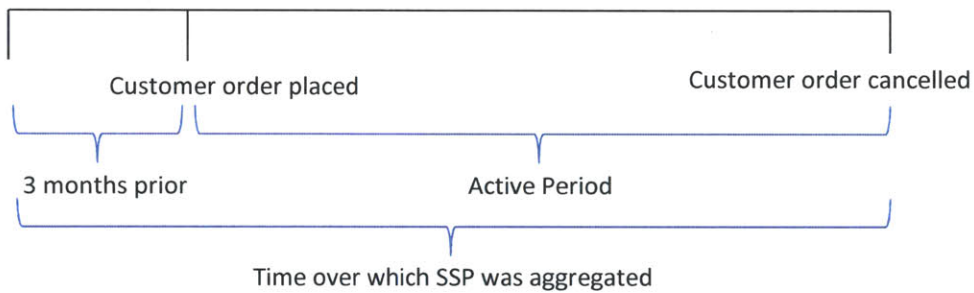 Customer order placed
Customer order cancelled
3 months prior
Active Period
Time over which SSP was aggregated